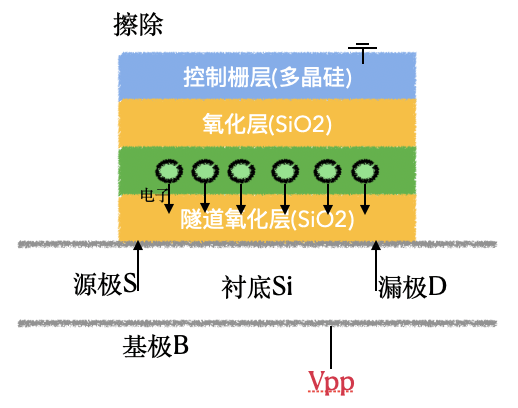 擦除
控制栅层(多晶硅)
氧化层(SiO2)
电子
隧道氧化层(SiO2)
源极S
衬底Si
漏极D
基极B
Vpp